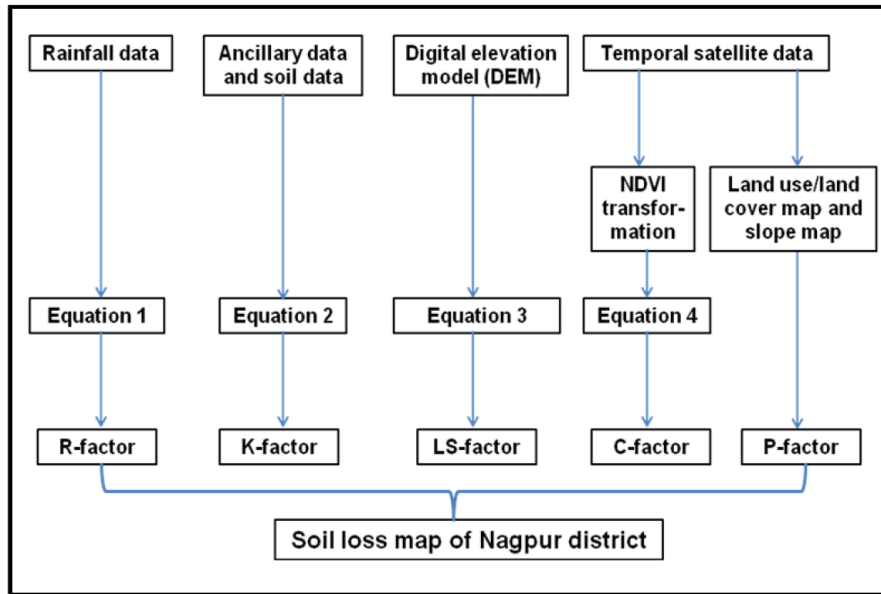 Rainfall data
Ancillary data
and soil data
Digital elevation
model (DEM)
Temporal satellite data
NDVI
transfor-
mation
Land use/land
cover map and
slope map
Equation 1
Equation 2
Equation 3
Equation 4
R-factor
K-factor
LS-factor
C-factor
P-factor
Soil loss map of Nagpur district